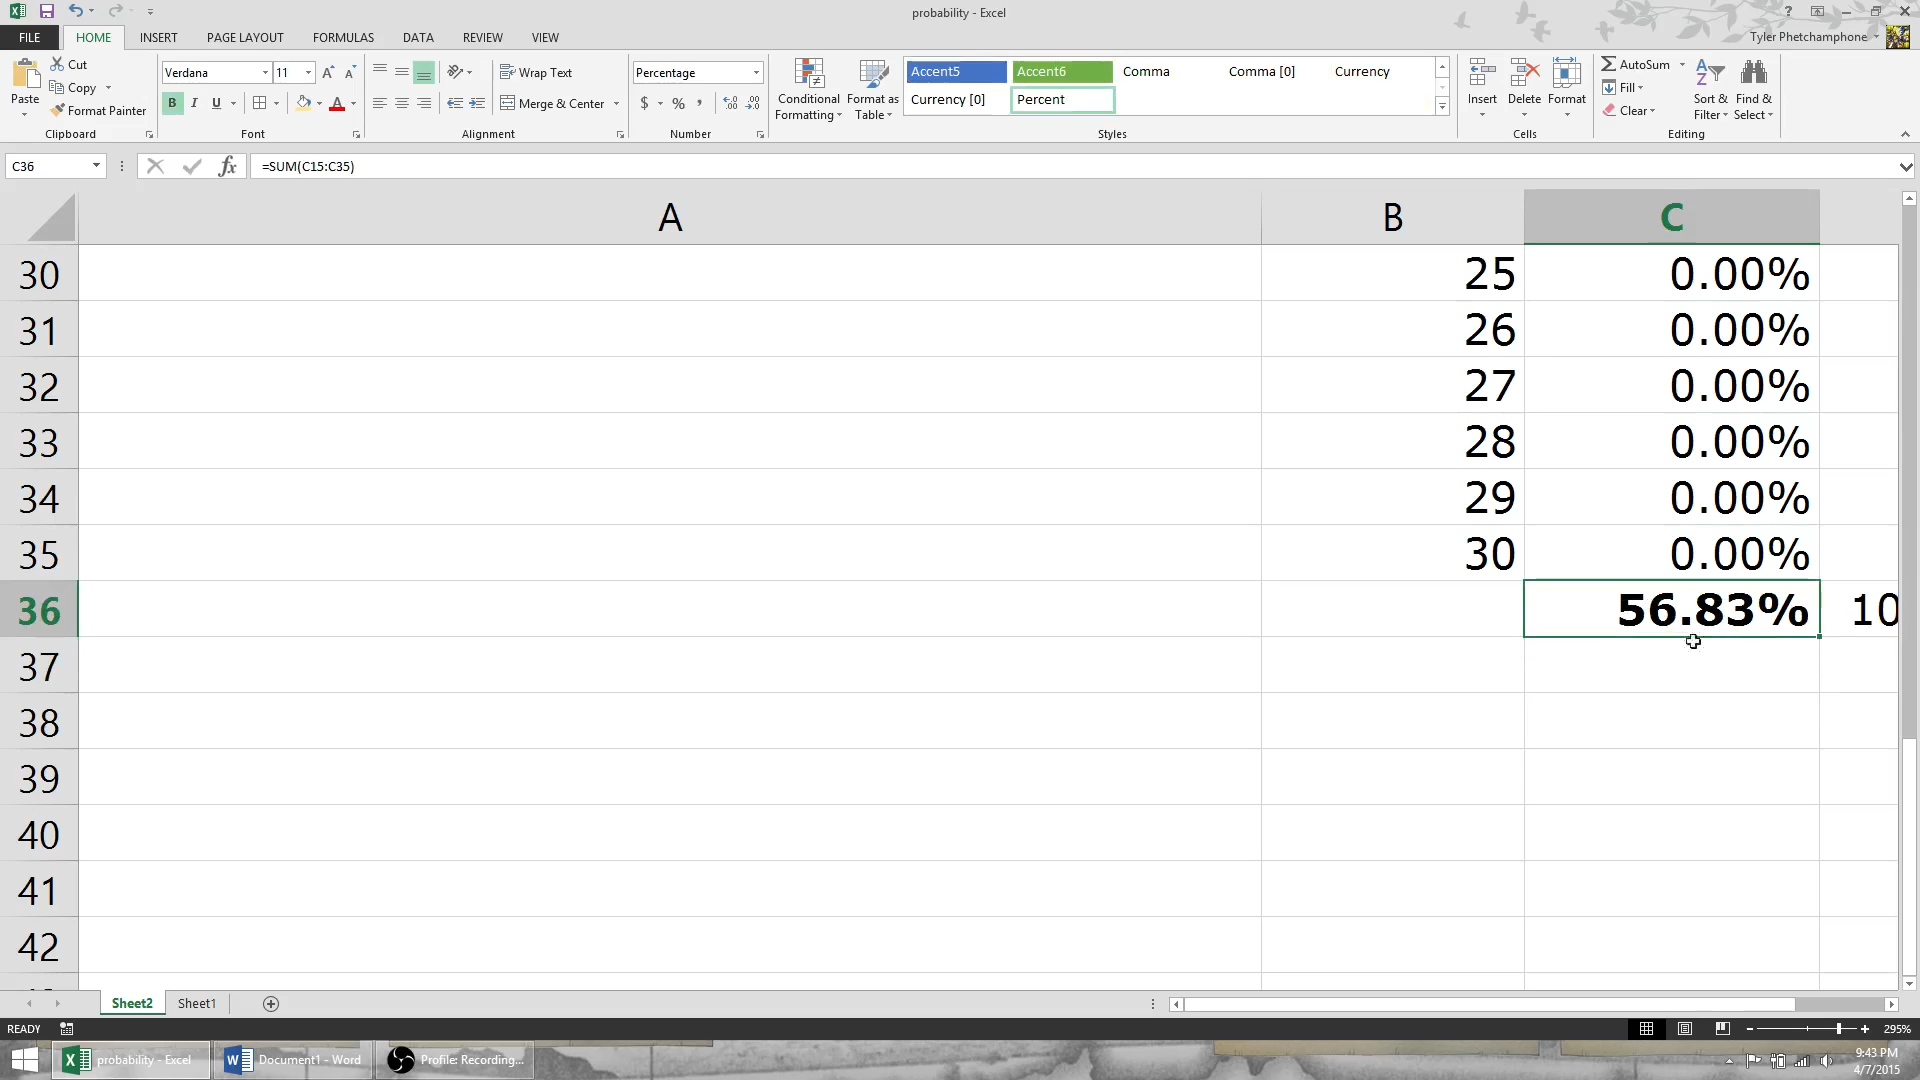 probability - Excel
FILE HOME INSERT PAGE LAYOUT FORMULAS DATA REVIEW VIEW
Tyler Phetchamphone
Paste
Cut
Copy
Format Painter
Clipboard
Verdana 11
B I U
Font
Wrap Text
Merge & Center
Alignment
Percentage
$ % ,
Number
Conditional Formatting
Format as Table
Accent5 Accent6 Comma Comma [0] Currency
Currency [0] Percent
Styles
Insert Delete Format
Cells
AutoSum
Fill
Clear
Sort & Filter
Find & Select
Editing
C36 fx =SUM(C15:C35)
A B C
30 25 0.00%
31 26 0.00%
32 27 0.00%
33 28 0.00%
34 29 0.00%
35 30 0.00%
36 56.83% 10
37
38
39
40
41
42
Sheet2 Sheet1
READY 295%
probability - Excel Document1 - Word Profile: Recording...
9:43 PM
4/7/2015